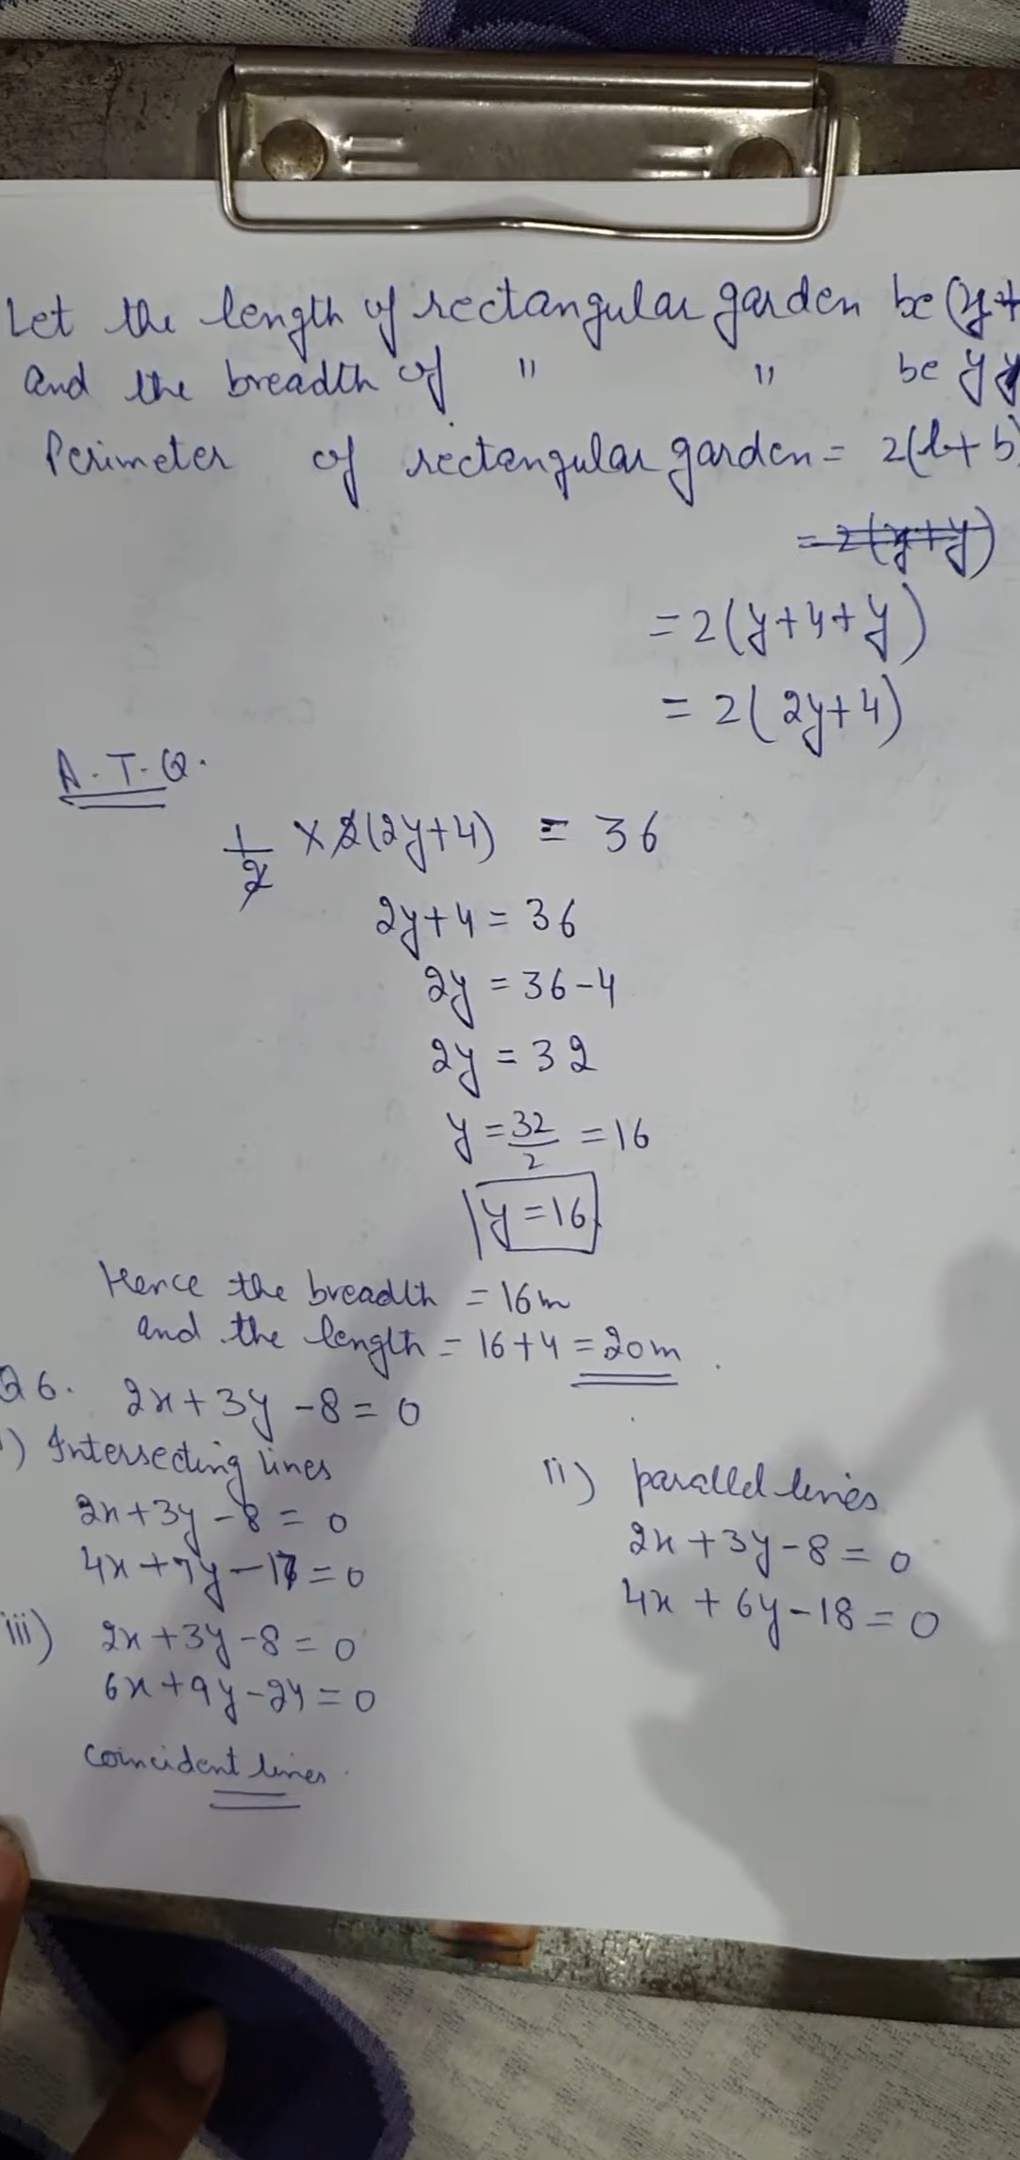 Let the length of rectangular garden be (y+
and the breadth of " " be y
Perimeter of rectangular garden = 2(l+b)
= 2(y+y)
= 2(y+4+y)
= 2(2y+4)
A.T.Q.
1/2 × 2(2y+4) = 36
2y+4 = 36
2y = 36-4
2y = 32
y = 32/2 = 16
y = 16
Hence the breadth = 16m
and the length = 16+4 = 20m.
Q6. 2x+3y-8=0
i) Intersecting lines
2x+3y-8=0
4x+7y-17=0
ii) parallel lines
2x+3y-8=0
4x+6y-18=0
iii) 2x+3y-8=0
6x+9y-24=0
coincident lines.